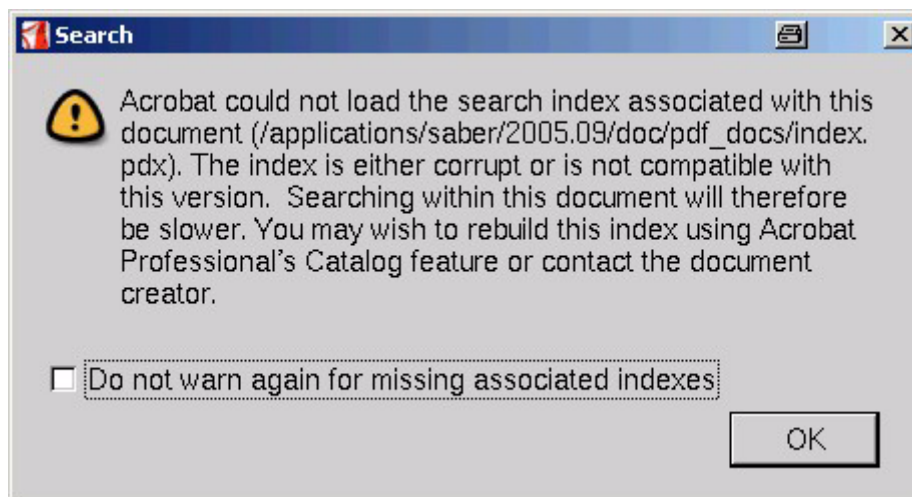 Search
Acrobat could not load the search index associated with this
document (/applications/saber/2005.09/doc/pdf_docs/index.
pdx). The index is either corrupt or is not compatible with
this version.  Searching within this document will therefore
be slower. You may wish to rebuild this index using Acrobat
Professional's Catalog feature or contact the document
creator.
Do not warn again for missing associated indexes
OK